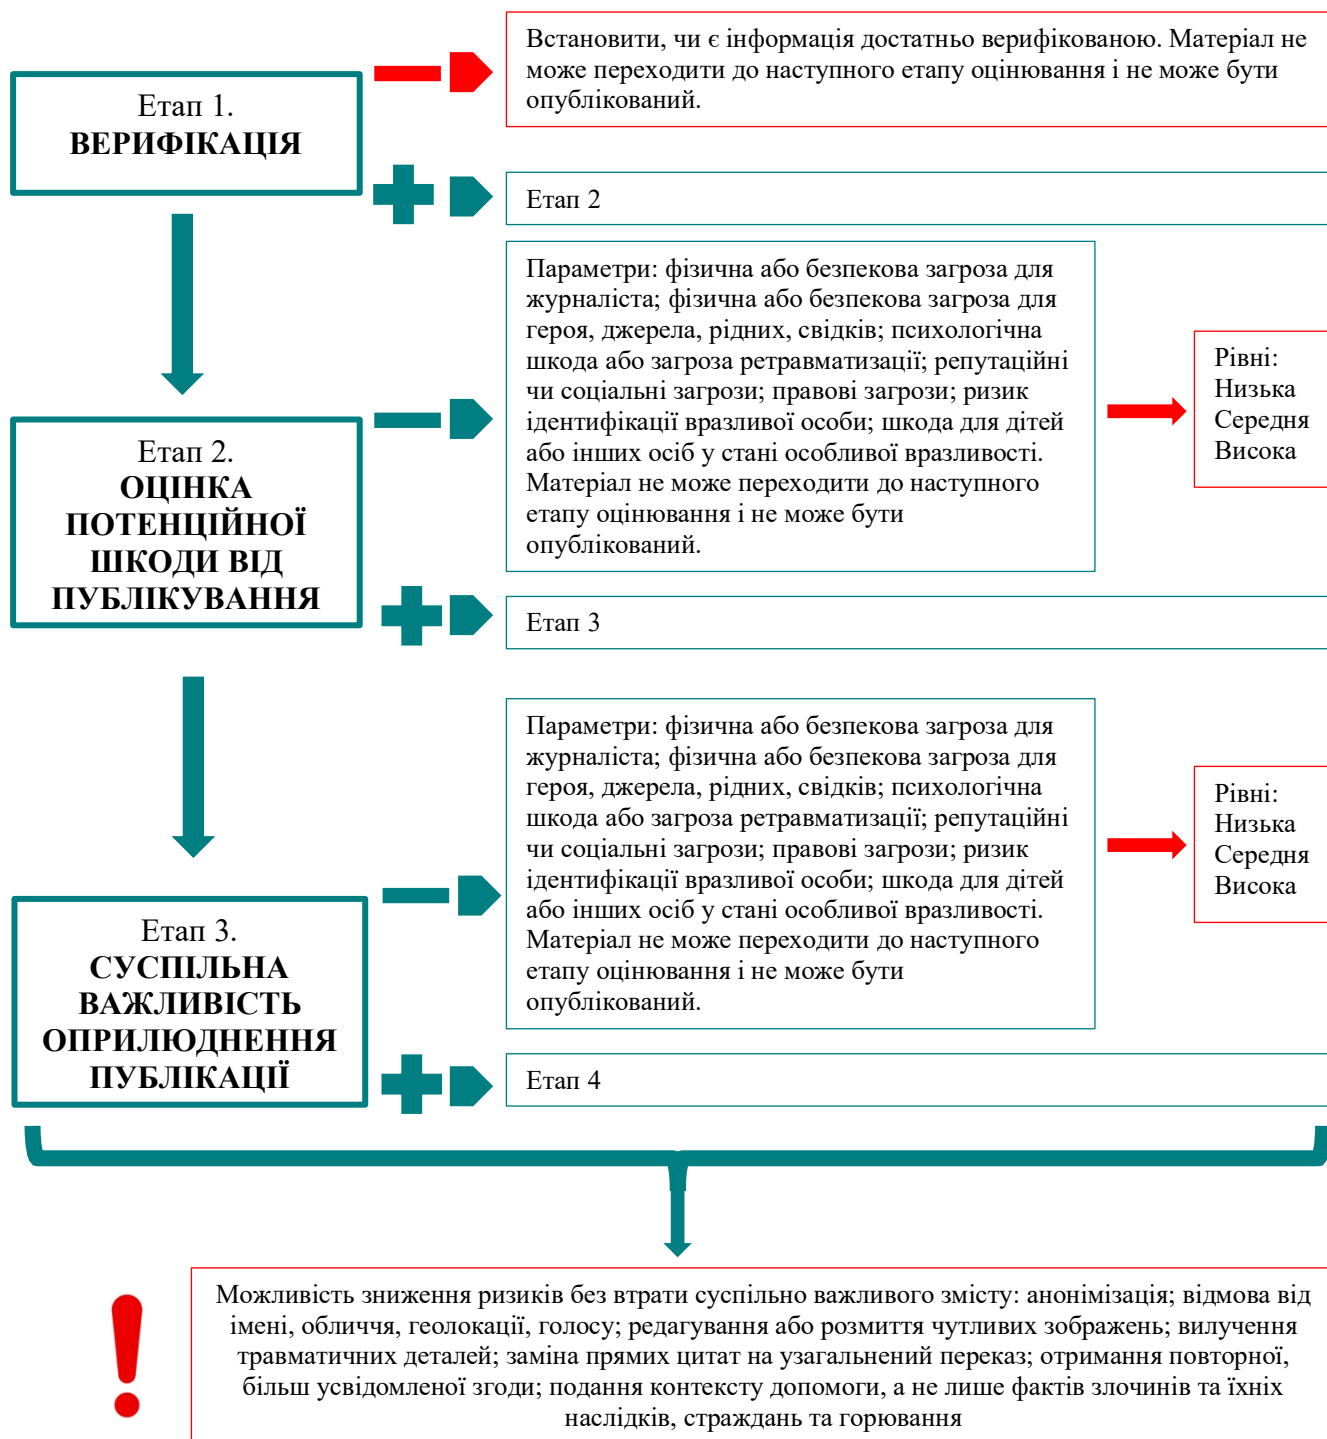 Встановити, чи є інформація достатньо верифікованою. Матеріал не
може переходити до наступного етапу оцінювання і не може бути
опублікований.
Етап 1.
ВЕРИФІКАЦІЯ
Етап 2
Параметри: фізична або безпекова загроза для
журналіста; фізична або безпекова загроза для
героя, джерела, рідних, свідків; психологічна
шкода або загроза ретравматизації; репутаційні
чи соціальні загрози; правові загрози; ризик
ідентифікації вразливої особи; шкода для дітей
або інших осіб у стані особливої вразливості.
Матеріал не може переходити до наступного
етапу оцінювання і не може бути
опублікований.
Рівні:
Низька
Середня
Висока
Етап 2.
ОЦІНКА
ПОТЕНЦІЙНОЇ
ШКОДИ ВІД
ПУБЛІКУВАННЯ
Етап 3
Параметри: фізична або безпекова загроза для
журналіста; фізична або безпекова загроза для
героя, джерела, рідних, свідків; психологічна
шкода або загроза ретравматизації; репутаційні
чи соціальні загрози; правові загрози; ризик
ідентифікації вразливої особи; шкода для дітей
або інших осіб у стані особливої вразливості.
Матеріал не може переходити до наступного
етапу оцінювання і не може бути
опублікований.
Рівні:
Низька
Середня
Висока
Етап 3.
СУСПІЛЬНА
ВАЖЛИВІСТЬ
ОПРИЛЮДНЕННЯ
ПУБЛІКАЦІЇ
Етап 4
Можливість зниження ризиків без втрати суспільно важливого змісту: анонімізація; відмова від
імені, обличчя, геолокації, голосу; редагування або розмиття чутливих зображень; вилучення
травматичних деталей; заміна прямих цитат на узагальнений переказ; отримання повторної,
більш усвідомленої згоди; подання контексту допомоги, а не лише фактів злочинів та їхніх
наслідків, страждань та горювання